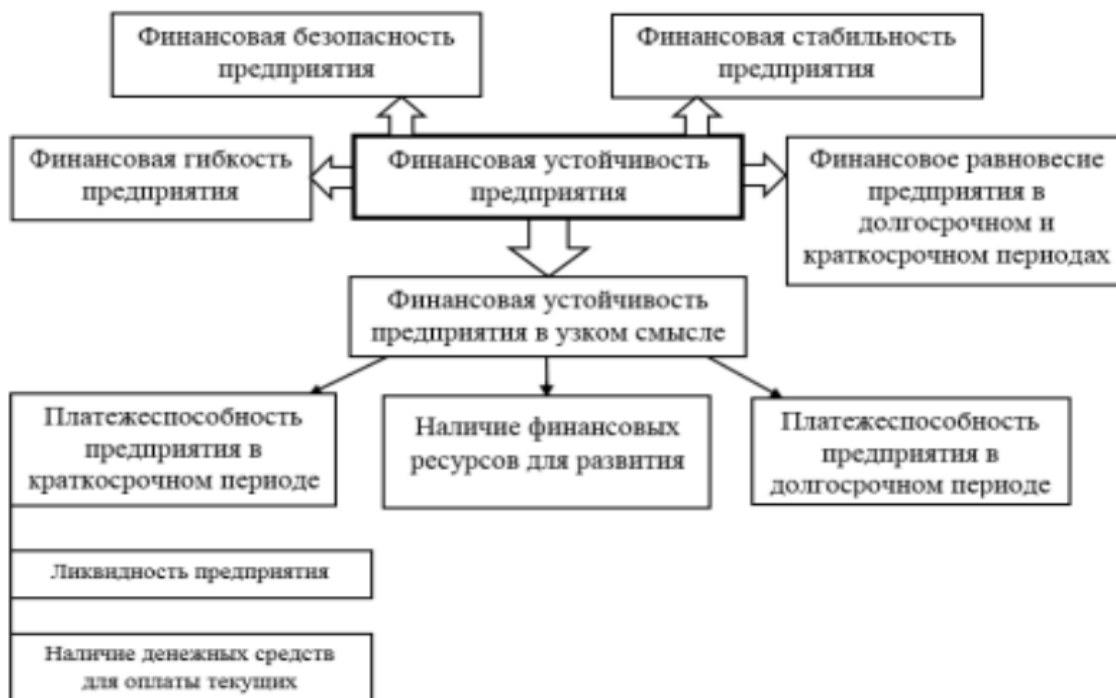 Финансовая безопасность
предприятия
Финансовая стабильность
предприятия
Финансовая гибкость
предприятия
Финансовая устойчивость
предприятия
Финансовое равновесие
предприятия в
долгосрочном и
краткосрочном периодах
Финансовая устойчивость
предприятия в узком смысле
Платежеспособность
предприятия в
краткосрочном периоде
Наличие финансовых
ресурсов для развития
Платежеспособность
предприятия в
долгосрочном периоде
Ликвидность предприятия
Наличие денежных средств
для оплаты текущих